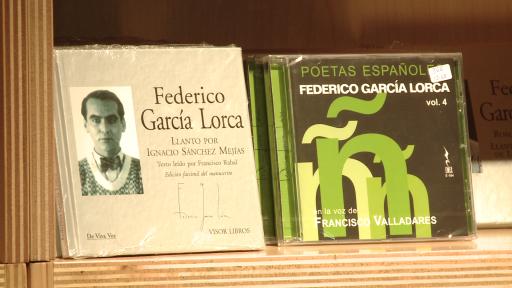 Federico
García Lorca
LLANTO POR
IGNACIO SÁNCHEZ MEJÍAS
Texto leído por Francisco Rabal
Edición facsímil del manuscrito
De Viva Voz
VISOR LIBROS
POETAS ESPAÑOLES
FEDERICO GARCÍA LORCA
vol. 4
ñ
ñ
ñ
en la voz de
FRANCISCO VALLADARES